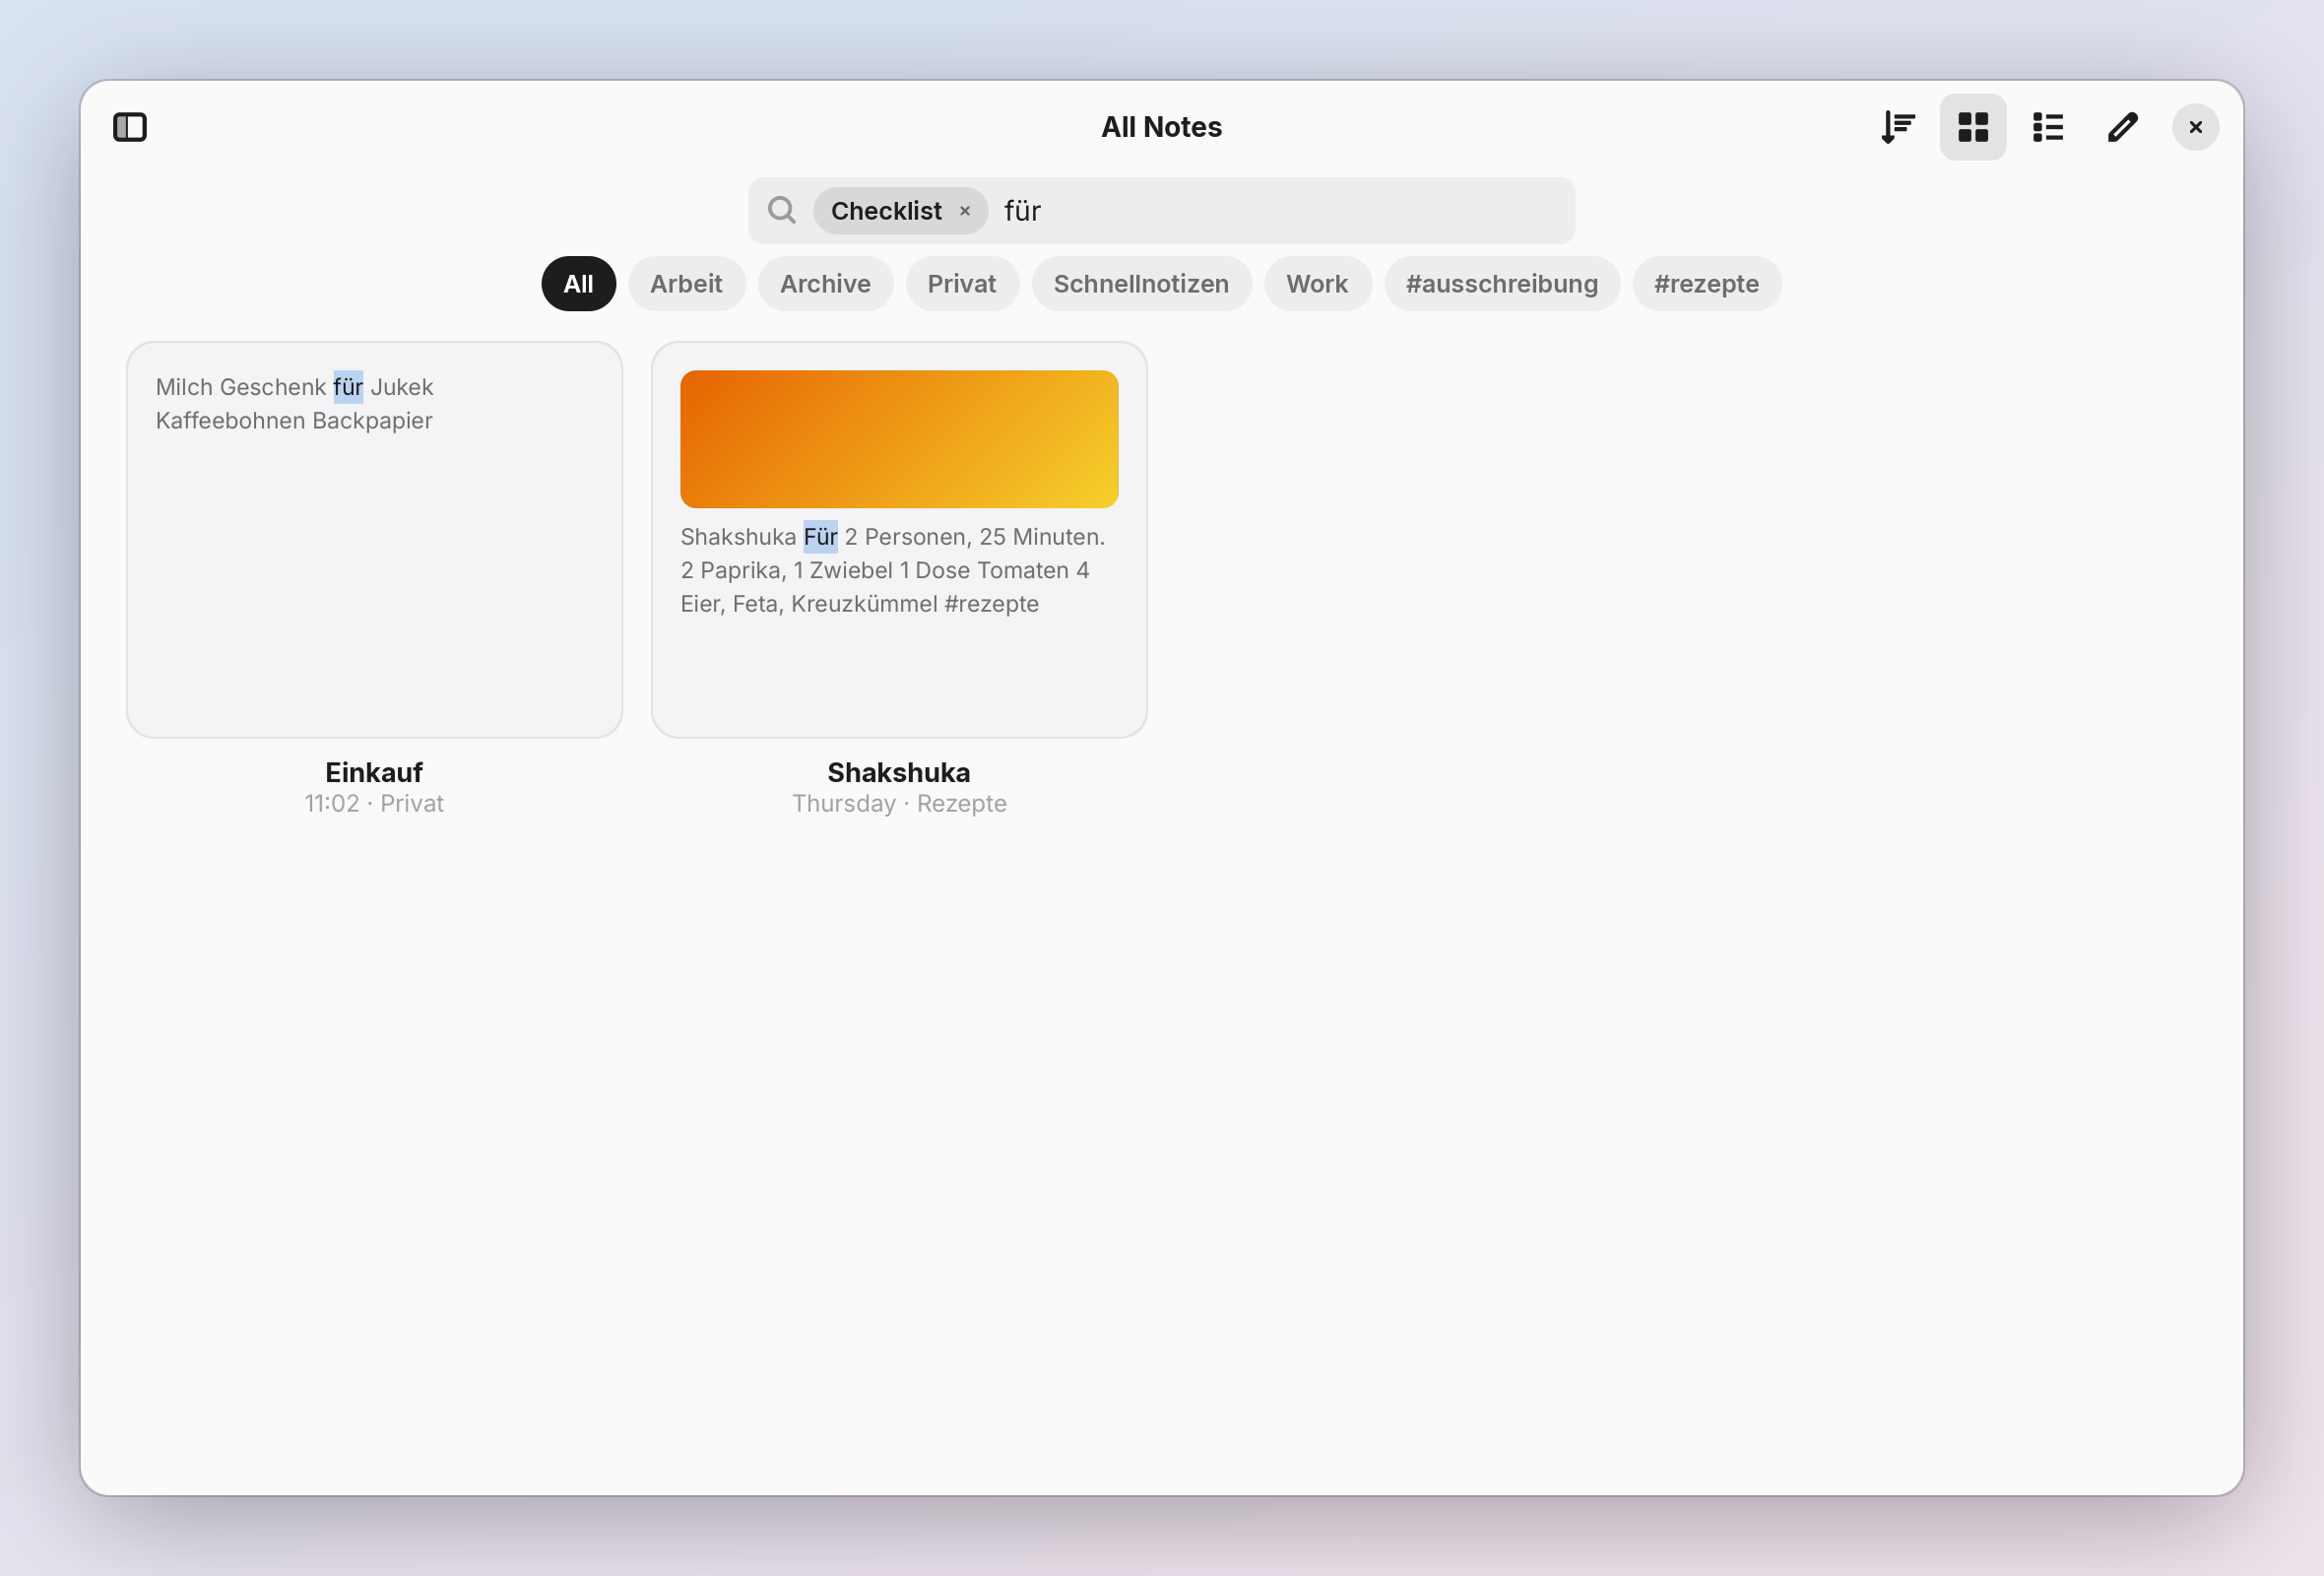 All Notes
Checklist × für
All Arbeit Archive Privat Schnellnotizen Work #ausschreibung #rezepte
Milch Geschenk für Jukek
Kaffeebohnen Backpapier
Einkauf
11:02 · Privat
Shakshuka Für 2 Personen, 25 Minuten.
2 Paprika, 1 Zwiebel 1 Dose Tomaten 4
Eier, Feta, Kreuzkümmel #rezepte
Shakshuka
Thursday · Rezepte